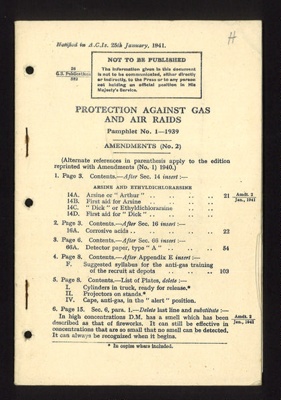 H
Notified in A.C.Is. 25th January, 1941.
26
G.S. Publications
592
NOT TO BE PUBLISHED
The information given in this document
is not to be communicated, either directly
or indirectly, to the Press or to any person
not holding an official position in His
Majesty's Service.
PROTECTION AGAINST GAS
AND AIR RAIDS
Pamphlet No. 1—1939
AMENDMENTS (No. 2)
(Alternate references in parenthesis apply to the edition
reprinted with Amendments (No. 1) 1940.)
1. Page 3. Contents.—After Sec. 14 insert :—
ARSINE AND ETHYLDICHLORARSINE
14A. Arsine or "Arthur" .. .. .. .. 21
Amdt. 2
Jan., 1941
14B. First aid for Arsine .. .. .. ..
14C. "Dick" or Ethyldichlorarsine .. .. ..
14D. First aid for "Dick" .. .. .. ..
2. Page 3. Contents.—After Sec. 16 insert :—
16A. Corrosive acids .. .. .. .. .. 22
3. Page 6. Contents.—After Sec. 66 insert :—
66A. Detector paper, type "A" .. .. .. 54
4. Page 8. Contents.—After Appendix E insert :—
F. Suggested syllabus for the anti-gas training
of the recruit at depots .. .. .. 103
5. Page 8. Contents.—List of Plates, delete :—
I. Cylinders in truck, ready for release.*
II. Projectors on stands.*
IV. Cape, anti-gas, in the "alert" position.
6. Page 15. Sec. 6, para. 1.—Delete last line and substitute :—
In high concentrations D.M. has a smell which has been
Amdt. 2
Jan., 1941
described as that of fireworks. It can still be effective in
concentrations that are so small that no smell can be detected.
It can always be recognized when it begins.
* In copies where included.